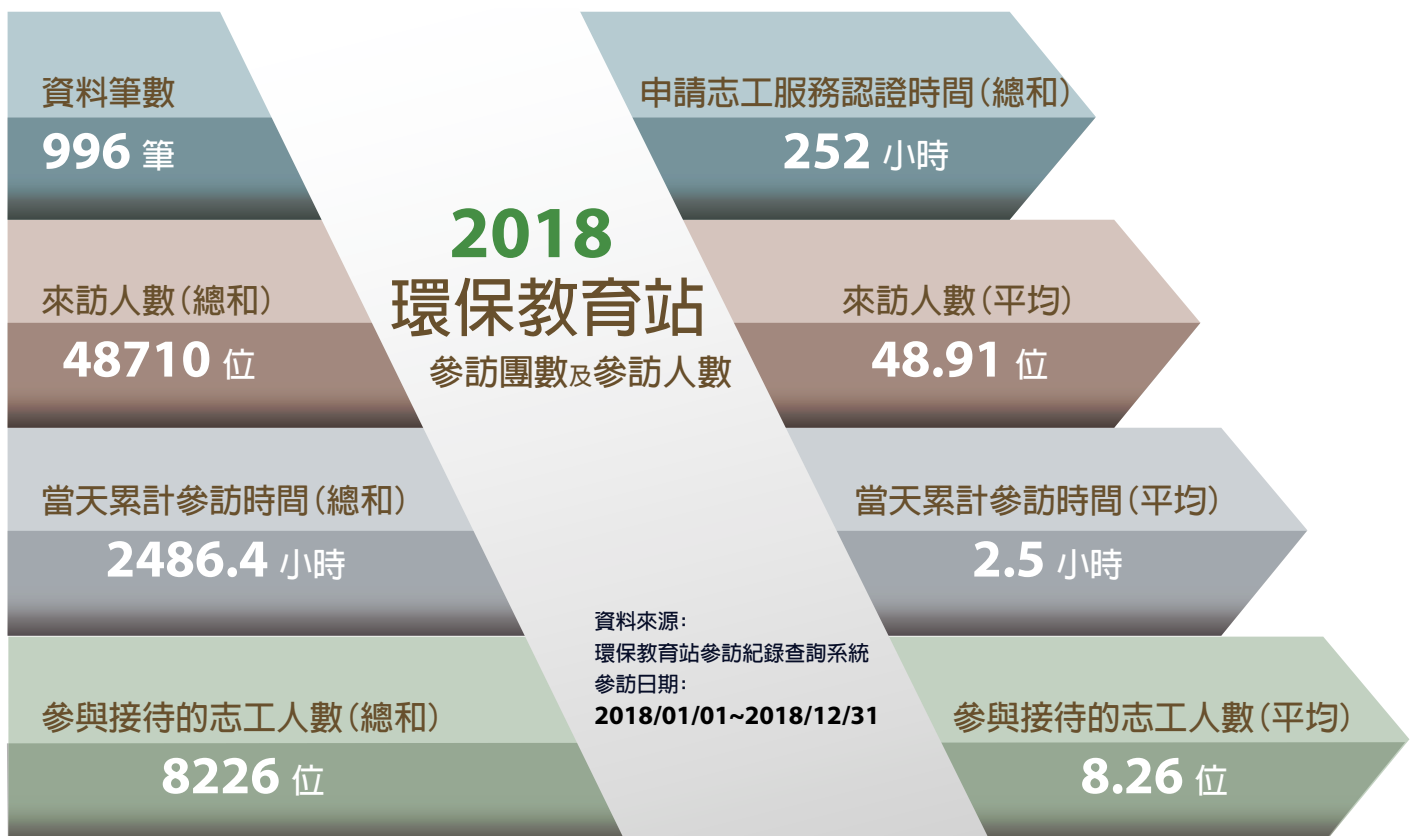 資料筆數
996 筆
申請志工服務認證時間(總和)
252 小時
2018
環保教育站
參訪團數及參訪人數
來訪人數(總和)
48710 位
來訪人數(平均)
48.91 位
當天累計參訪時間(總和)
2486.4 小時
當天累計參訪時間(平均)
2.5 小時
資料來源:
環保教育站參訪紀錄查詢系統
參訪日期:
2018/01/01~2018/12/31
參與接待的志工人數(總和)
8226 位
參與接待的志工人數(平均)
8.26 位